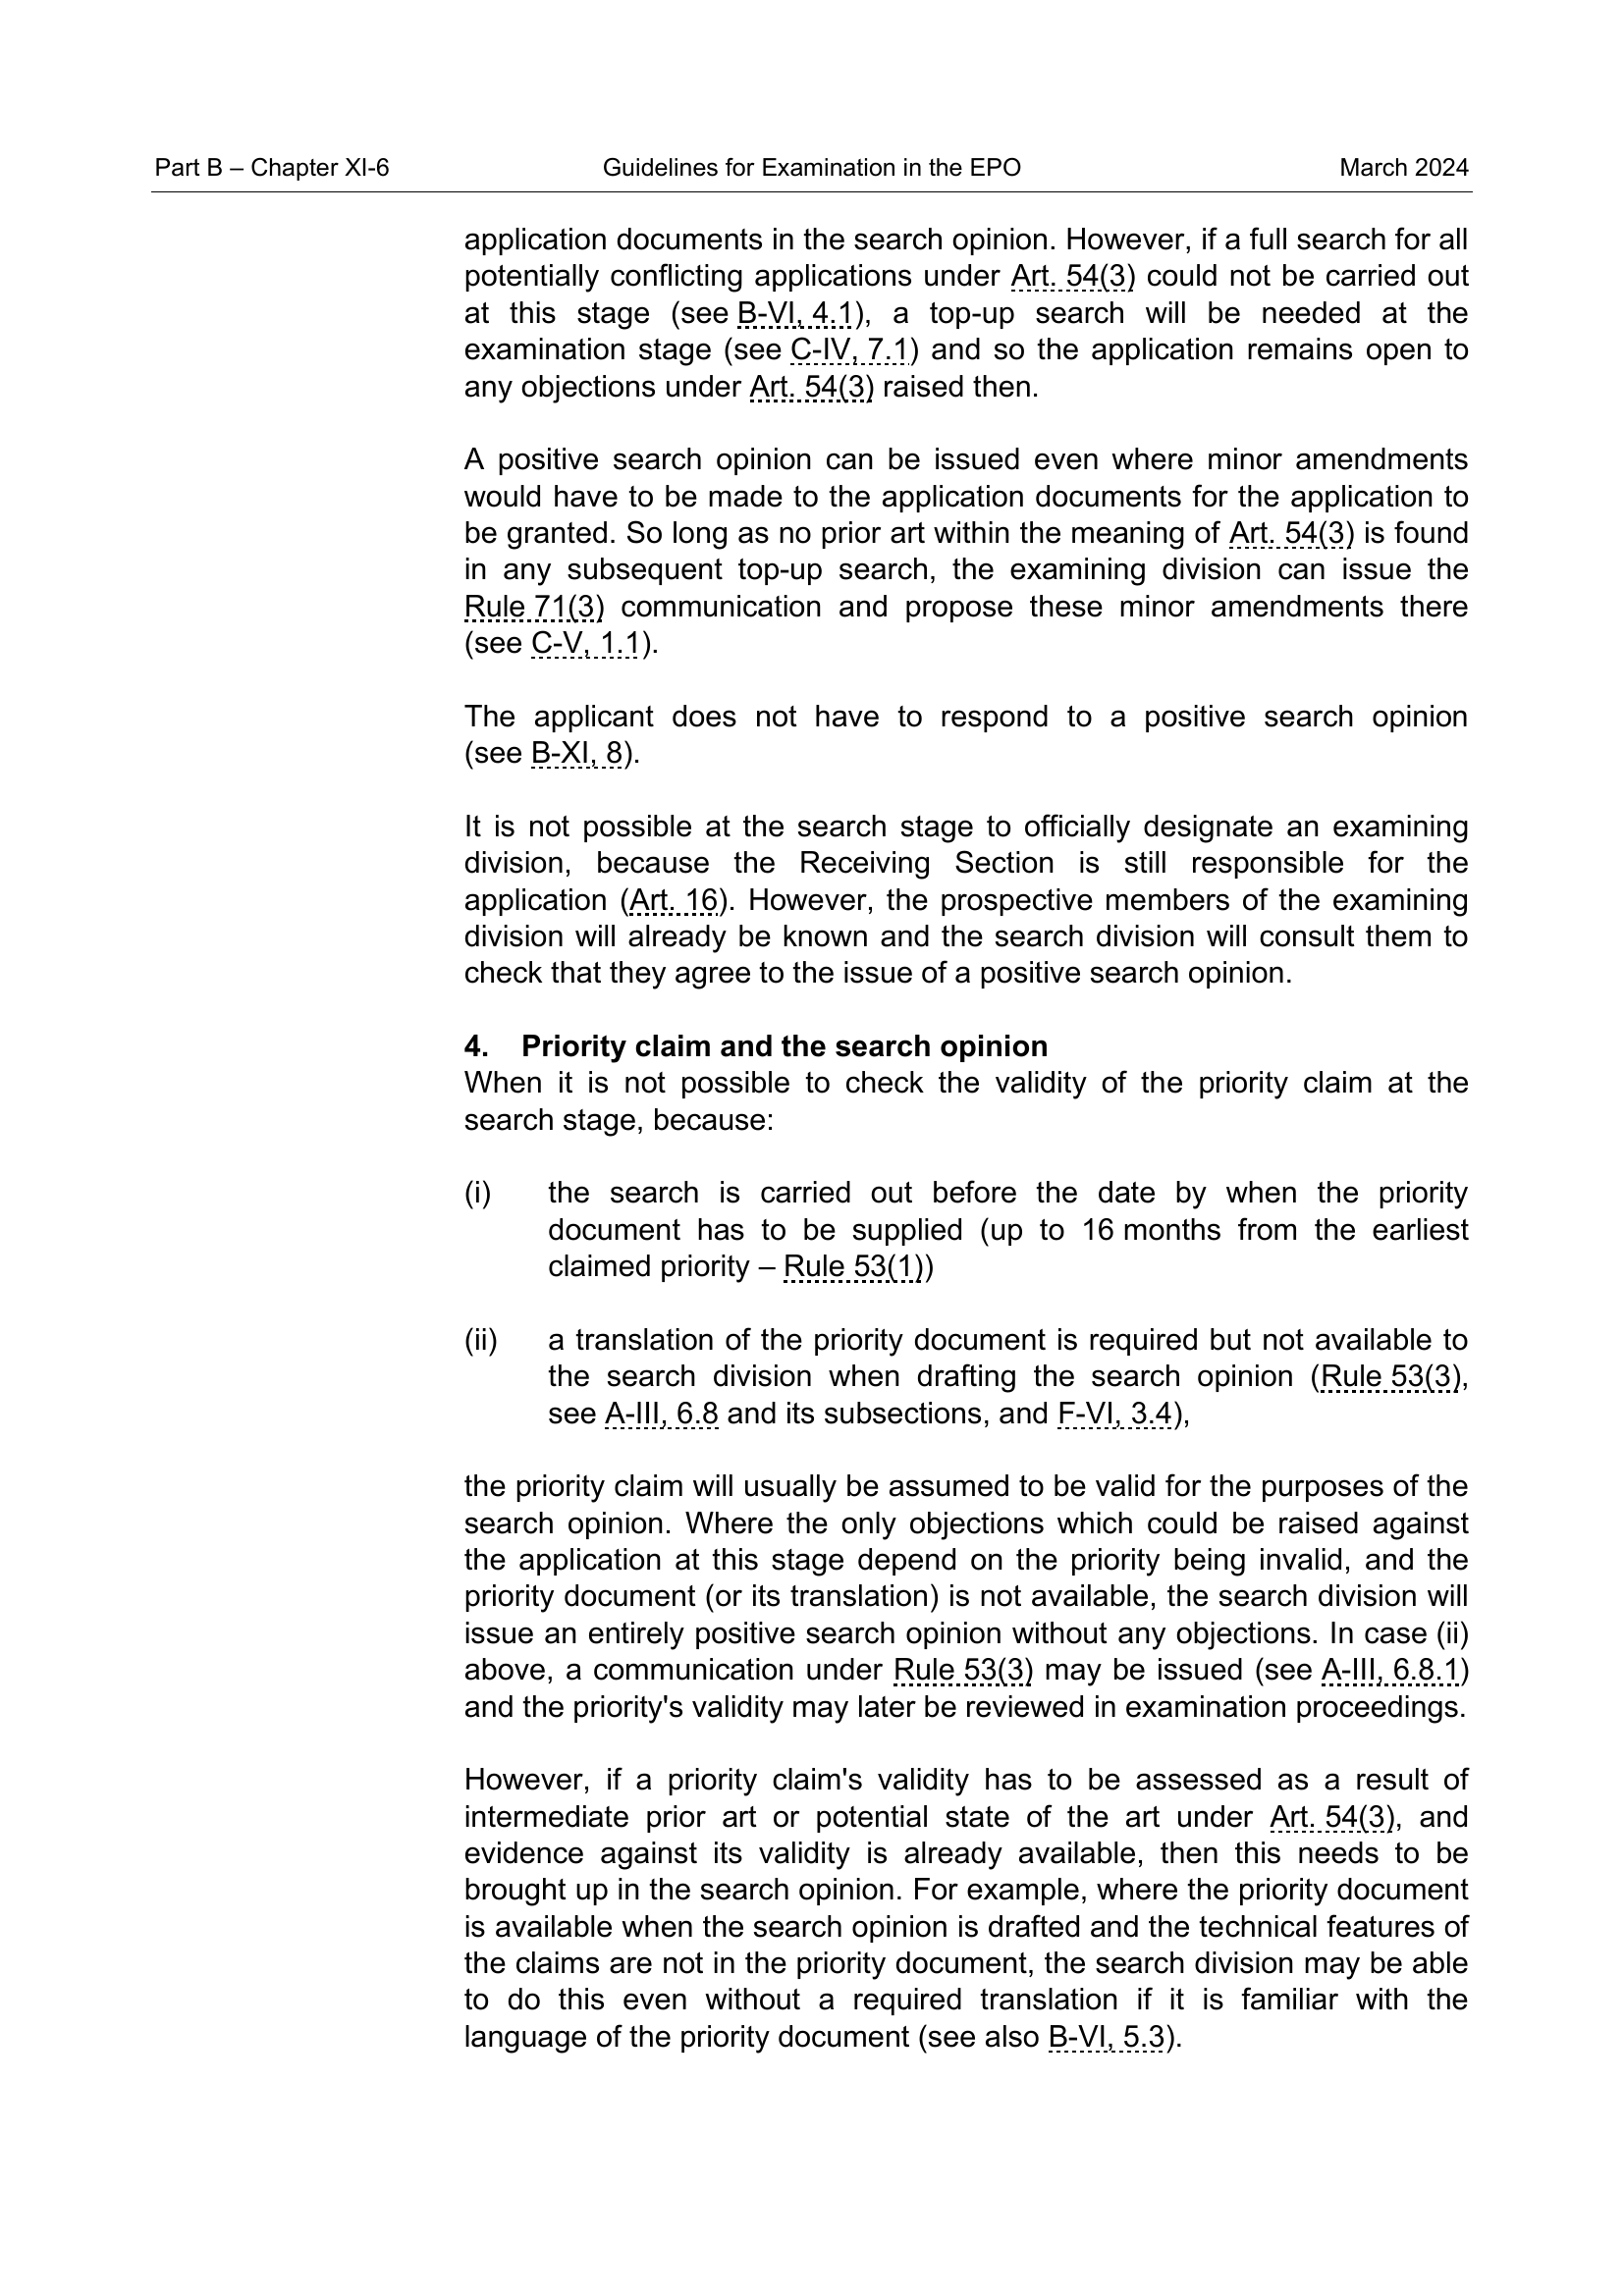 Part B – Chapter XI-6 Guidelines for Examination in the EPO March 2024
application documents in the search opinion. However, if a full search for all
potentially conflicting applications under Art. 54(3) could not be carried out
at this stage (see B-VI, 4.1), a top-up search will be needed at the
examination stage (see C-IV, 7.1) and so the application remains open to
any objections under Art. 54(3) raised then.
A positive search opinion can be issued even where minor amendments
would have to be made to the application documents for the application to
be granted. So long as no prior art within the meaning of Art. 54(3) is found
in any subsequent top-up search, the examining division can issue the
Rule 71(3) communication and propose these minor amendments there
(see C-V, 1.1).
The applicant does not have to respond to a positive search opinion
(see B-XI, 8).
It is not possible at the search stage to officially designate an examining
division, because the Receiving Section is still responsible for the
application (Art. 16). However, the prospective members of the examining
division will already be known and the search division will consult them to
check that they agree to the issue of a positive search opinion.
4. Priority claim and the search opinion
When it is not possible to check the validity of the priority claim at the
search stage, because:
(i) the search is carried out before the date by when the priority
document has to be supplied (up to 16 months from the earliest
claimed priority – Rule 53(1))
(ii) a translation of the priority document is required but not available to
the search division when drafting the search opinion (Rule 53(3),
see A-III, 6.8 and its subsections, and F-VI, 3.4),
the priority claim will usually be assumed to be valid for the purposes of the
search opinion. Where the only objections which could be raised against
the application at this stage depend on the priority being invalid, and the
priority document (or its translation) is not available, the search division will
issue an entirely positive search opinion without any objections. In case (ii)
above, a communication under Rule 53(3) may be issued (see A-III, 6.8.1)
and the priority's validity may later be reviewed in examination proceedings.
However, if a priority claim's validity has to be assessed as a result of
intermediate prior art or potential state of the art under Art. 54(3), and
evidence against its validity is already available, then this needs to be
brought up in the search opinion. For example, where the priority document
is available when the search opinion is drafted and the technical features of
the claims are not in the priority document, the search division may be able
to do this even without a required translation if it is familiar with the
language of the priority document (see also B-VI, 5.3).